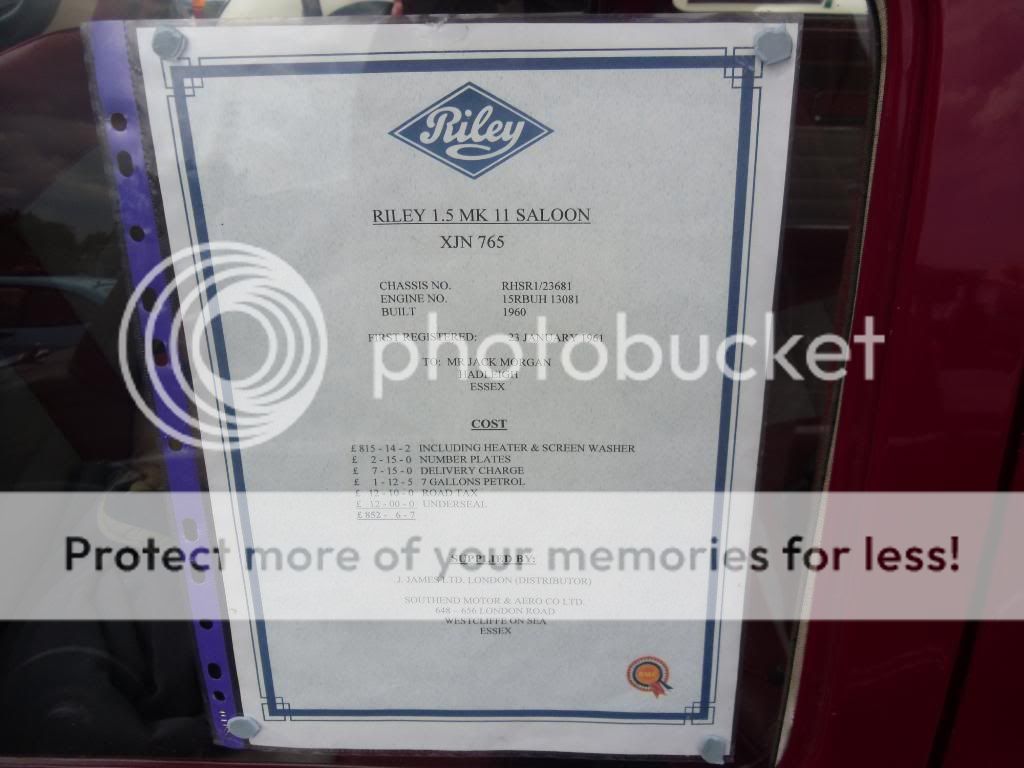 Riley
RILEY 1.5 MK 11 SALOON
XJN 765
CHASSIS NO. RHSR1/23681
ENGINE NO. 15RBUH 13081
BUILT 1960
FIRST REGISTERED: 23 JANUARY 1961
TO: MR JACK MORGAN
HADLEIGH
ESSEX
photobucket
COST
£ 815 - 14 - 2 INCLUDING HEATER & SCREEN WASHER
£ 2 - 15 - 0 NUMBER PLATES
£ 7 - 15 - 0 DELIVERY CHARGE
£ 1 - 12 - 5 7 GALLONS PETROL
£ 12 - 10 - 0 ROAD TAX
£ 12 - 00 - 0 UNDERSEAL
£ 852 - 6 - 7
Protect more of your memories for less!
SUPPLIED BY:
J. JAMES LTD. LONDON (DISTRIBUTOR)
SOUTHEND MOTOR & AERO CO LTD.
648 – 656 LONDON ROAD
WESTCLIFFE ON SEA
ESSEX